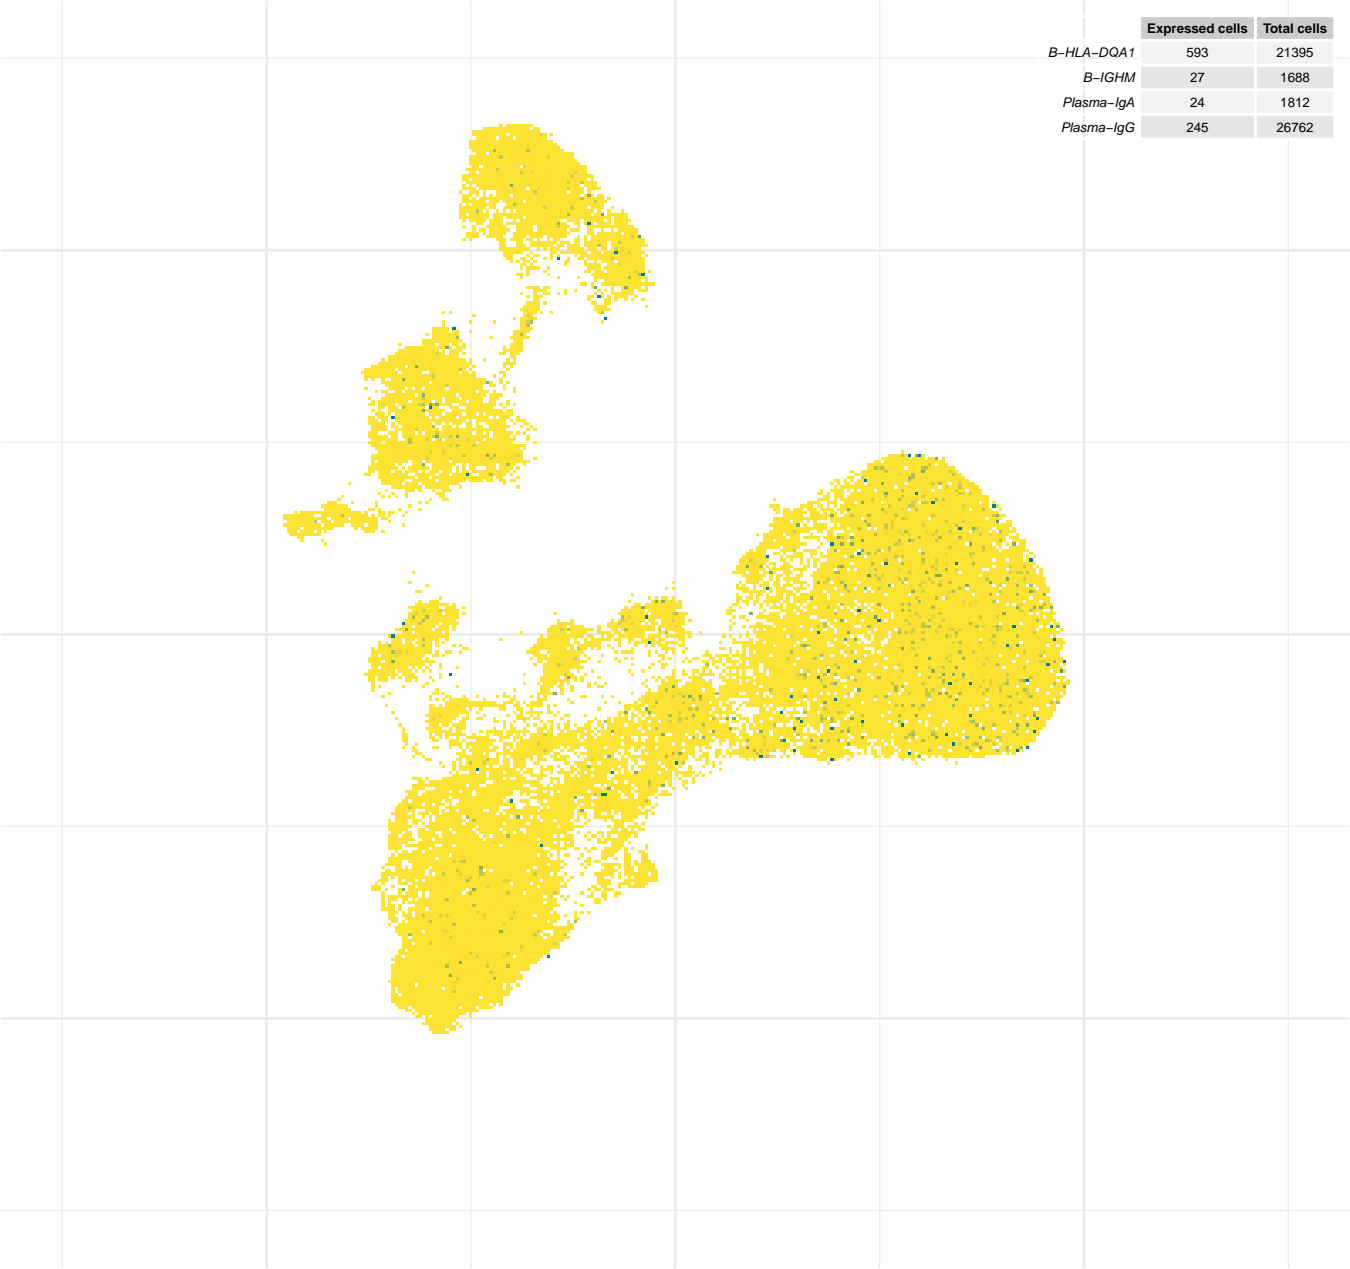 Expressed cells Total cells
B−HLA−DQA1 593 21395
B−IGHM 27 1688
Plasma−IgA 24 1812
Plasma−IgG 245 26762